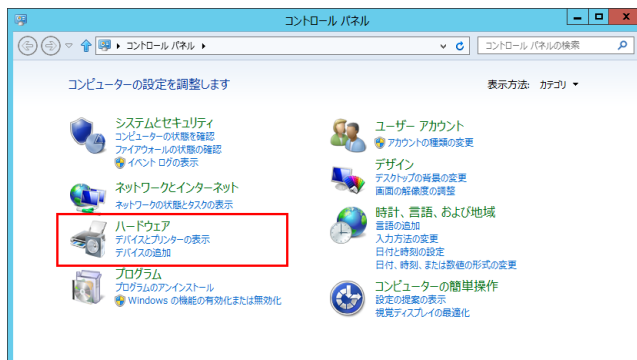 コントロール パネル
コントロール パネル
コントロール パネルの検索
コンピューターの設定を調整します
表示方法: カテゴリ
システムとセキュリティ
コンピューターの状態を確認
ファイアウォールの状態の確認
イベント ログの表示
ネットワークとインターネット
ネットワークの状態とタスクの表示
ハードウェア
デバイスとプリンターの表示
デバイスの追加
プログラム
プログラムのアンインストール
Windows の機能の有効化または無効化
ユーザー アカウント
アカウントの種類の変更
デザイン
デスクトップの背景の変更
画面の解像度の調整
時計、言語、および地域
言語の追加
入力方法の変更
日付と時刻の設定
日付、時刻、または数値の形式の変更
コンピューターの簡単操作
設定の提案の表示
視覚ディスプレイの最適化